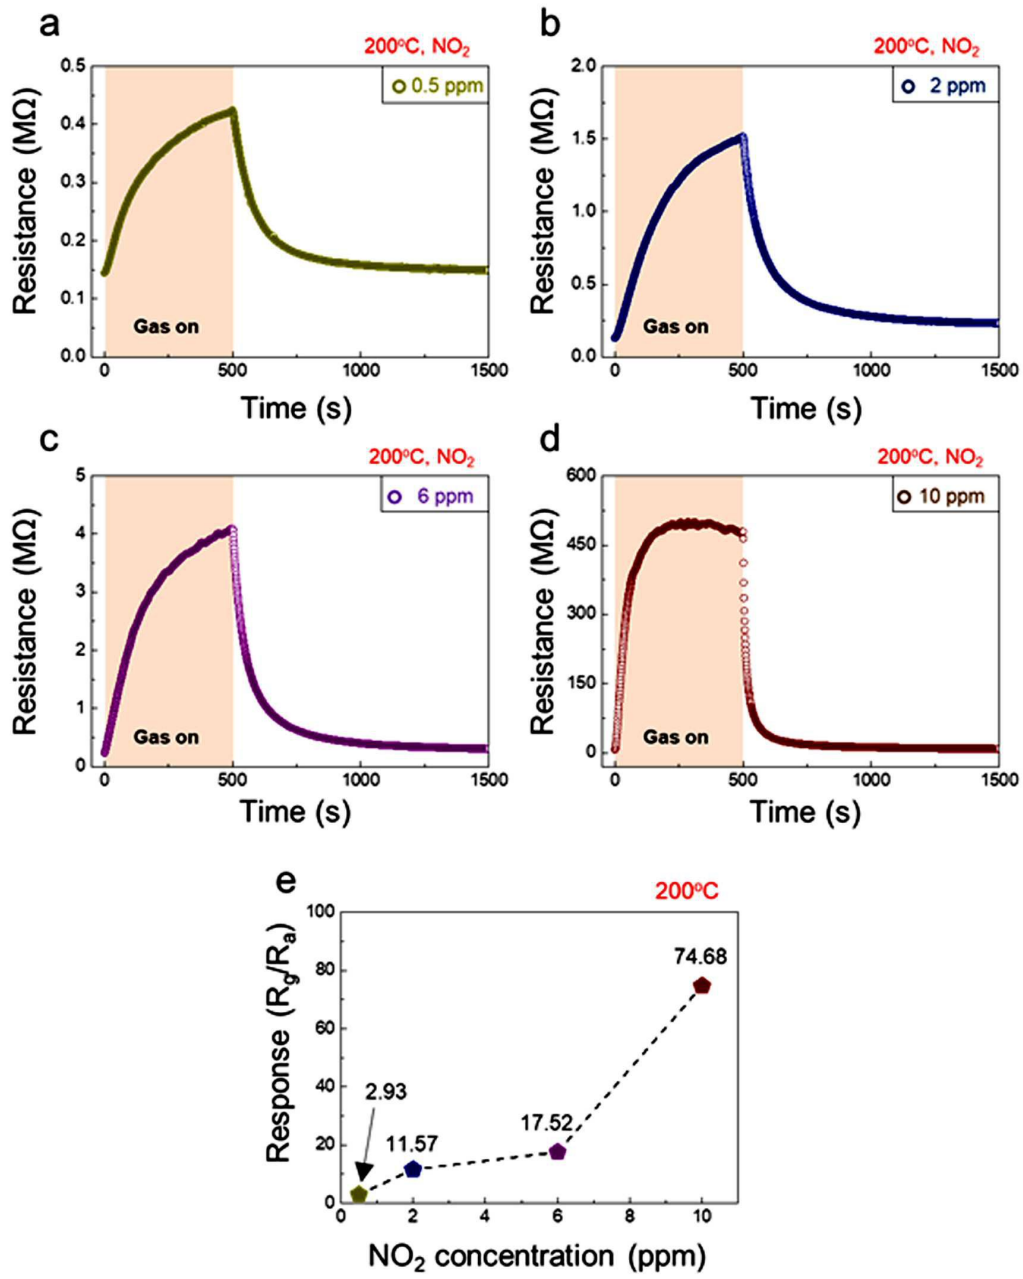 a
200°C, NO₂
0.5 ppm
Resistance (MΩ)
0.5
0.4
0.3
0.2
0.1
0.0
Gas on
0
500
1000
1500
Time (s)
b
200°C, NO₂
2 ppm
Resistance (MΩ)
2.0
1.5
1.0
0.5
0.0
Gas on
0
500
1000
1500
Time (s)
c
200°C, NO₂
6 ppm
Resistance (MΩ)
5
4
3
2
1
0
Gas on
0
500
1000
1500
Time (s)
d
200°C, NO₂
10 ppm
Resistance (MΩ)
600
450
300
150
0
Gas on
0
500
1000
1500
Time (s)
e
200°C
Response (Rg/Ra)
100
80
60
40
20
0
2.93
11.57
17.52
74.68
0
2
4
6
8
10
NO₂ concentration (ppm)